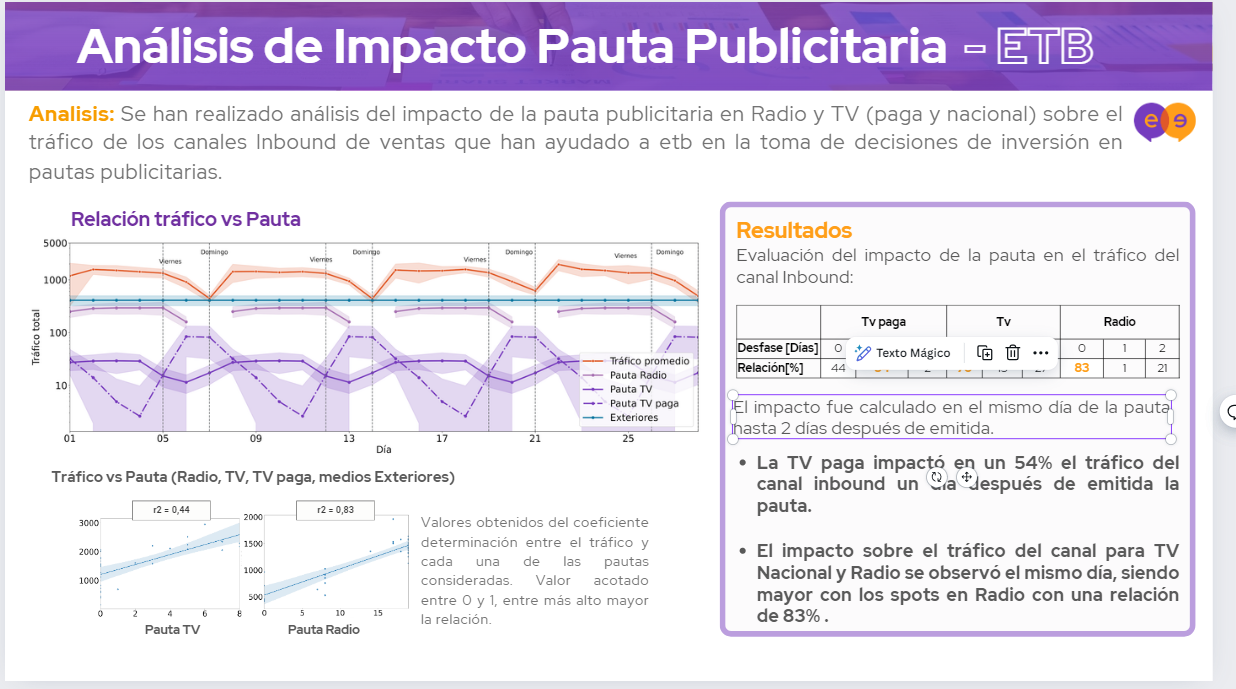 Análisis de Impacto Pauta Publicitaria - ETB
Analisis: Se han realizado análisis del impacto de la pauta publicitaria en Radio y TV (paga y nacional) sobre el
tráfico de los canales Inbound de ventas que han ayudado a etb en la toma de decisiones de inversión en
pautas publicitarias.
e e
Relación tráfico vs Pauta
5000
1000
100
10
Tráfico total
Viernes Domingo Viernes Domingo Viernes Domingo Viernes Domingo
Tráfico promedio
Pauta Radio
Pauta TV
Pauta TV paga
Exteriores
01 05 09 13 17 21 25
Día
Tráfico vs Pauta (Radio, TV, TV paga, medios Exteriores)
r2 = 0,44
3000
2000
1000
0 2 4 6 8
Pauta TV
r2 = 0,83
2000
1500
1000
500
0 5 10 15
Pauta Radio
Valores obtenidos del coeficiente
determinación entre el tráfico y
cada una de las pautas
consideradas. Valor acotado
entre 0 y 1, entre más alto mayor
la relación.
Resultados
Evaluación del impacto de la pauta en el tráfico del
canal Inbound:
Tv paga Tv Radio
Desfase [Días] 0 0 1 2
Texto Mágico
Relación[%] 44 83 1 21
El impacto fue calculado en el mismo día de la pauta
hasta 2 días después de emitida.
• La TV paga impactó en un 54% el tráfico del
canal inbound un día después de emitida la
pauta.
• El impacto sobre el tráfico del canal para TV
Nacional y Radio se observó el mismo día, siendo
mayor con los spots en Radio con una relación
de 83% .